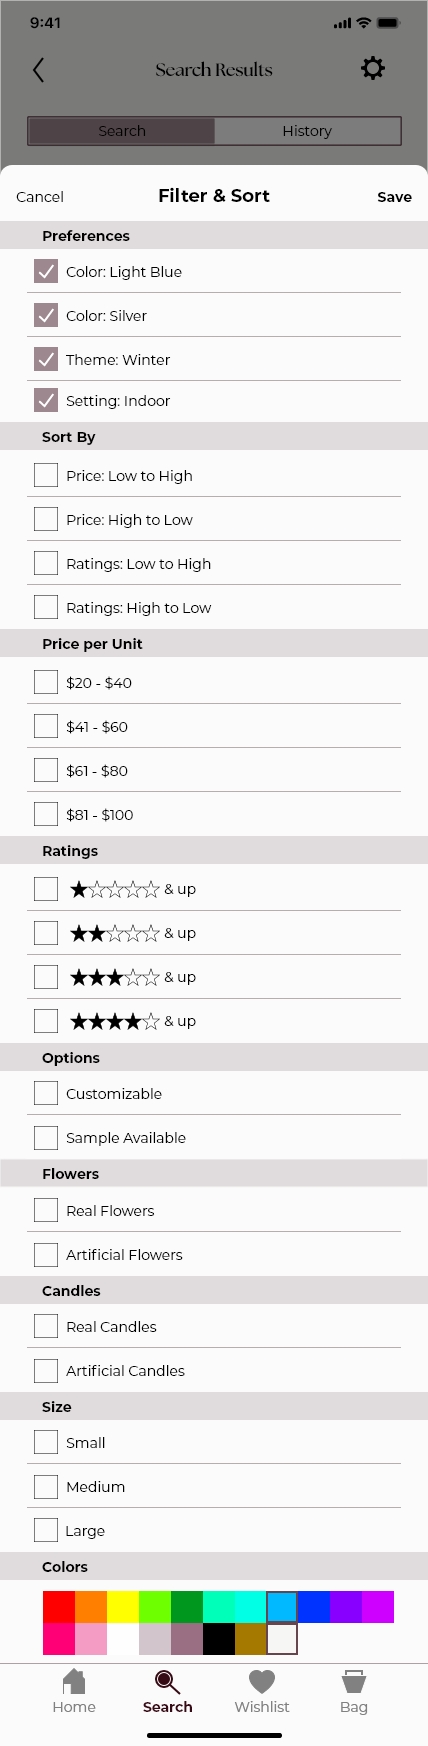 9:41
Search Results
Search
History
Cancel
Filter & Sort
Save
Preferences
Color: Light Blue
Color: Silver
Theme: Winter
Setting: Indoor
Sort By
Price: Low to High
Price: High to Low
Ratings: Low to High
Ratings: High to Low
Price per Unit
$20 - $40
$41 - $60
$61 - $80
$81 - $100
Ratings
& up
& up
& up
& up
Options
Customizable
Sample Available
Flowers
Real Flowers
Artificial Flowers
Candles
Real Candles
Artificial Candles
Size
Small
Medium
Large
Colors
Home
Search
Wishlist
Bag